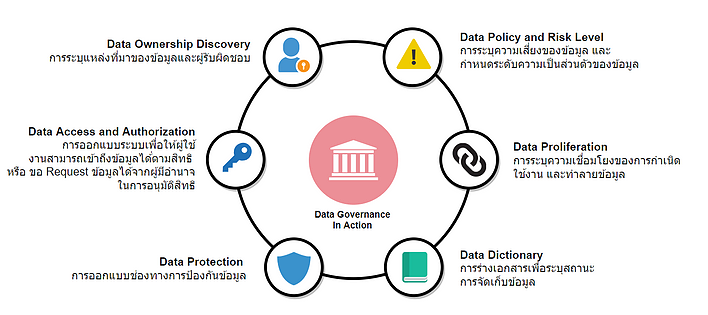 Data Ownership Discovery
การระบุแหล่งที่มาของข้อมูลและผู้รับผิดชอบ
Data Policy and Risk Level
การระบุความเสี่ยงของข้อมูล และ
กำหนดระดับความเป็นส่วนตัวของข้อมูล
Data Access and Authorization
การออกแบบระบบเพื่อให้ผู้ใช้
งานสามารถเข้าถึงข้อมูลได้ตามสิทธิ
หรือ ขอ Request ข้อมูลได้จากผู้มีอำนาจ
ในการอนุมัติสิทธิ
Data Proliferation
การระบุความเชื่อมโยงของการกำเนิด
ใช้งาน และทำลายข้อมูล
Data Governance
In Action
Data Protection
การออกแบบช่องทางการป้องกันข้อมูล
Data Dictionary
การร่างเอกสารเพื่อระบุสถานะ
การจัดเก็บข้อมูล